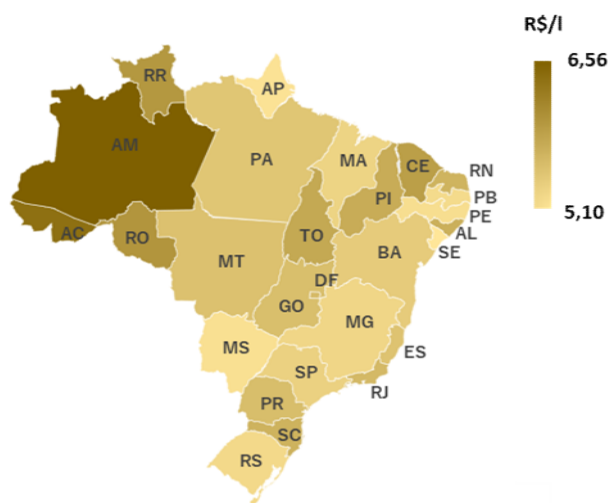 R$/l
6,56
5,10
RR
AP
AM
PA
MA
CE
RN
PI
PB
PE
AC
RO
TO
AL
MT
BA
SE
DF
GO
MG
MS
ES
SP
RJ
PR
SC
RS